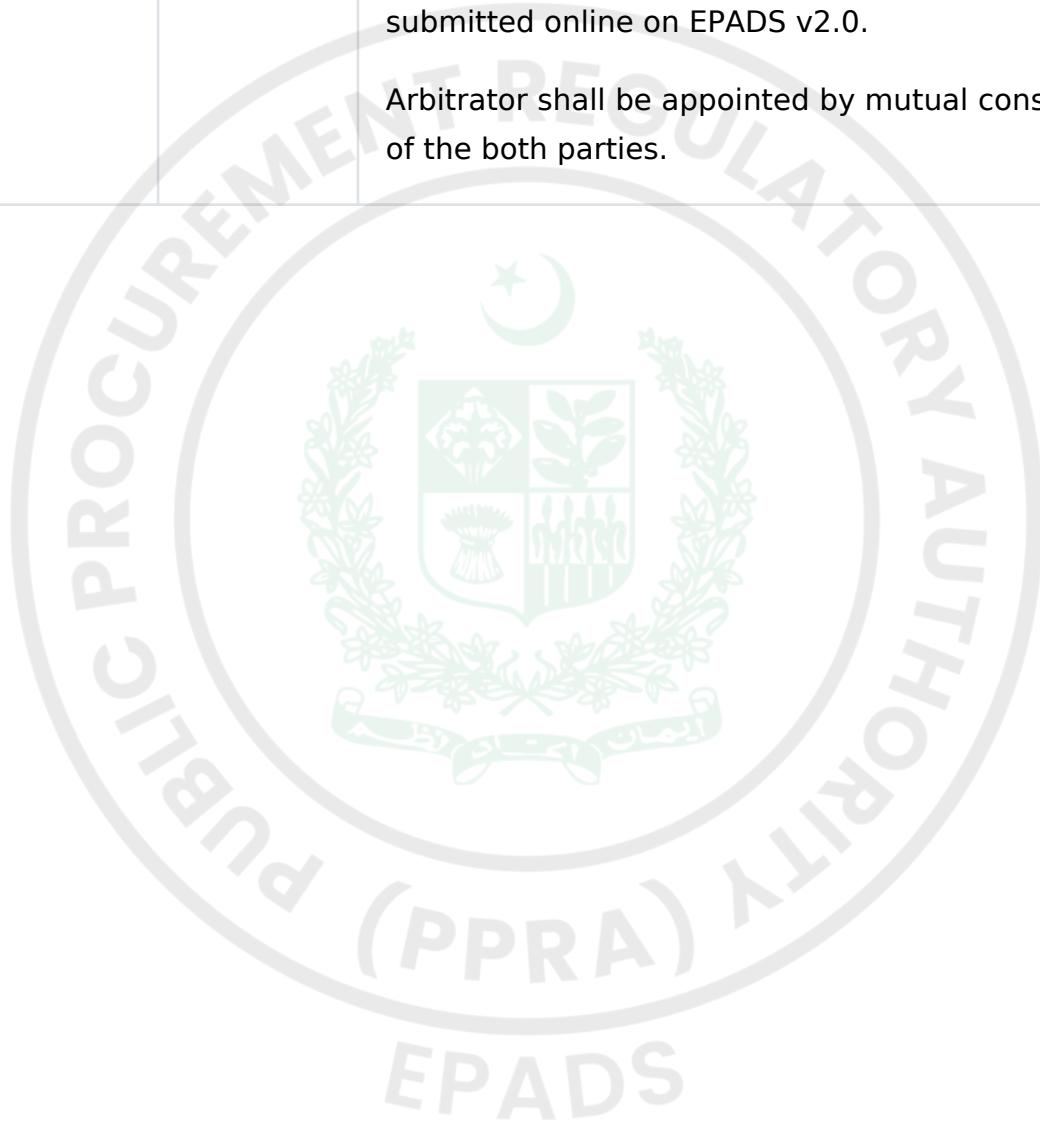 submitted online on EPADS v2.0.
Arbitrator shall be appointed by mutual cons
of the both parties.
PUBLIC PROCUREMENT REGULATORY AUTHORITY
(PPRA)
EPADS